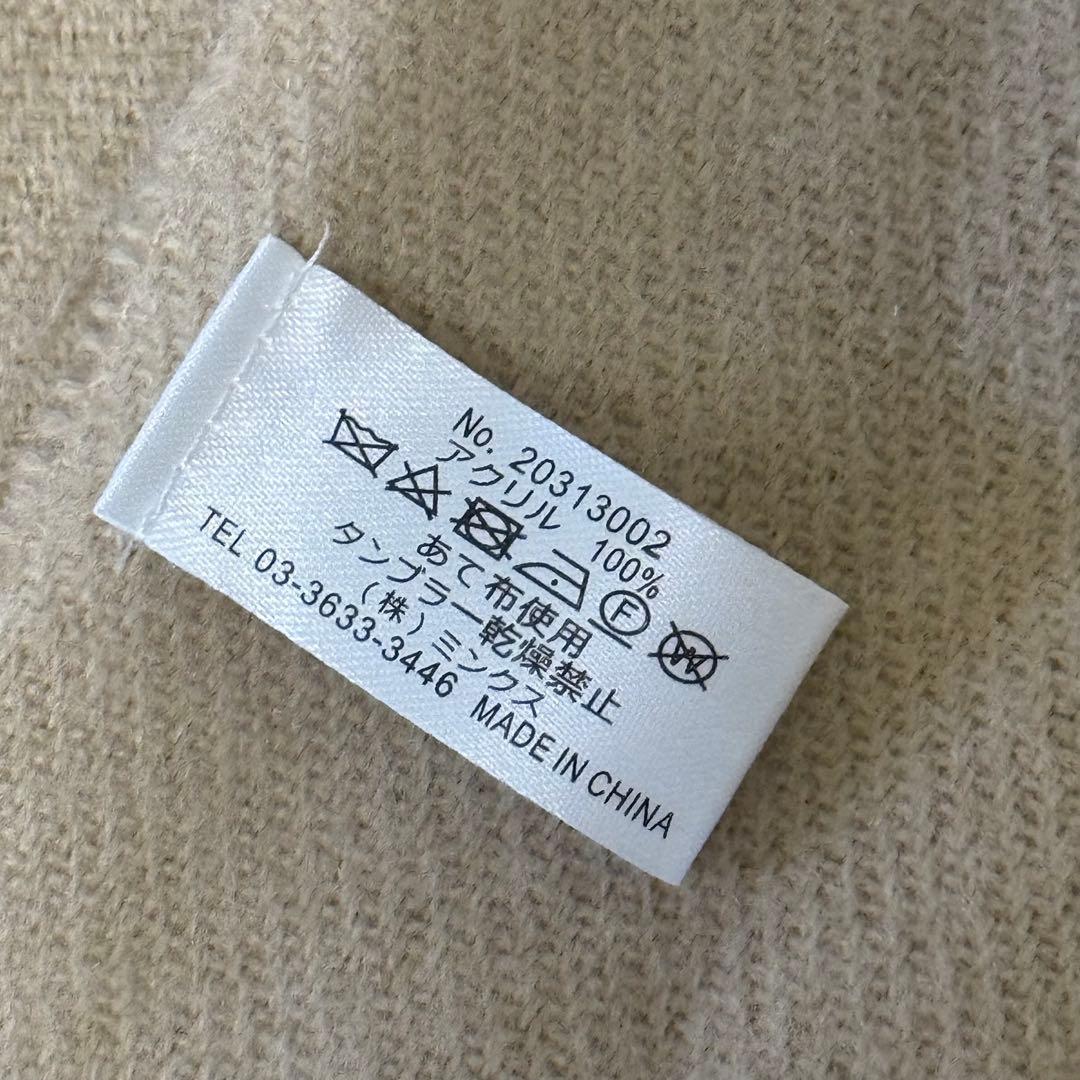 No. 20313002
アクリル 100%
F W
あて布使用
タンブラー乾燥禁止
(株)ミンクス
TEL 03-3633-3446 MADE IN CHINA